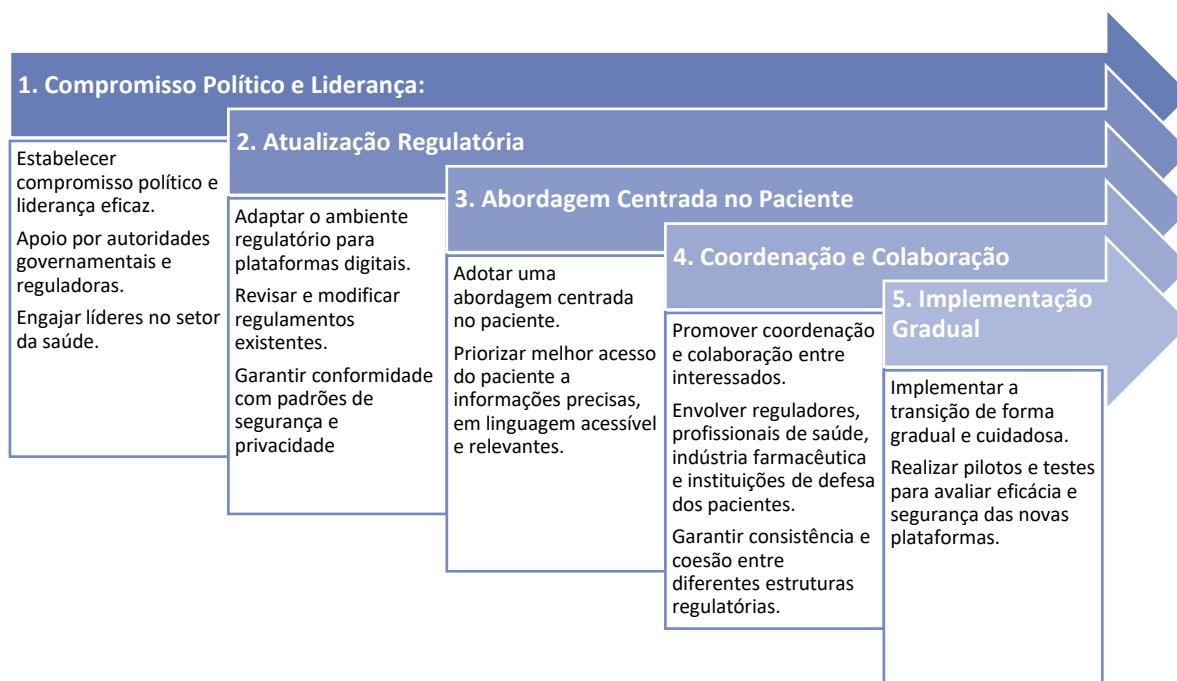 1. Compromisso Político e Liderança:
Estabelecer
compromisso político e
liderança eficaz.
Apoio por autoridades
governamentais e
reguladoras.
Engajar líderes no setor
da saúde.
2. Atualização Regulatória
Adaptar o ambiente
regulatório para
plataformas digitais.
Revisar e modificar
regulamentos
existentes.
Garantir conformidade
com padrões de
segurança e
privacidade
3. Abordagem Centrada no Paciente
Adotar uma
abordagem centrada
no paciente.
Priorizar melhor acesso
do paciente a
informações precisas,
em linguagem acessível
e relevantes.
4. Coordenação e Colaboração
Promover coordenação
e colaboração entre
interessados.
Envolver reguladores,
profissionais de saúde,
indústria farmacêutica
e instituições de defesa
dos pacientes.
Garantir consistência e
coesão entre
diferentes estruturas
regulatórias.
5. Implementação
Gradual
Implementar a
transição de forma
gradual e cuidadosa.
Realizar pilotos e testes
para avaliar eficácia e
segurança das novas
plataformas.